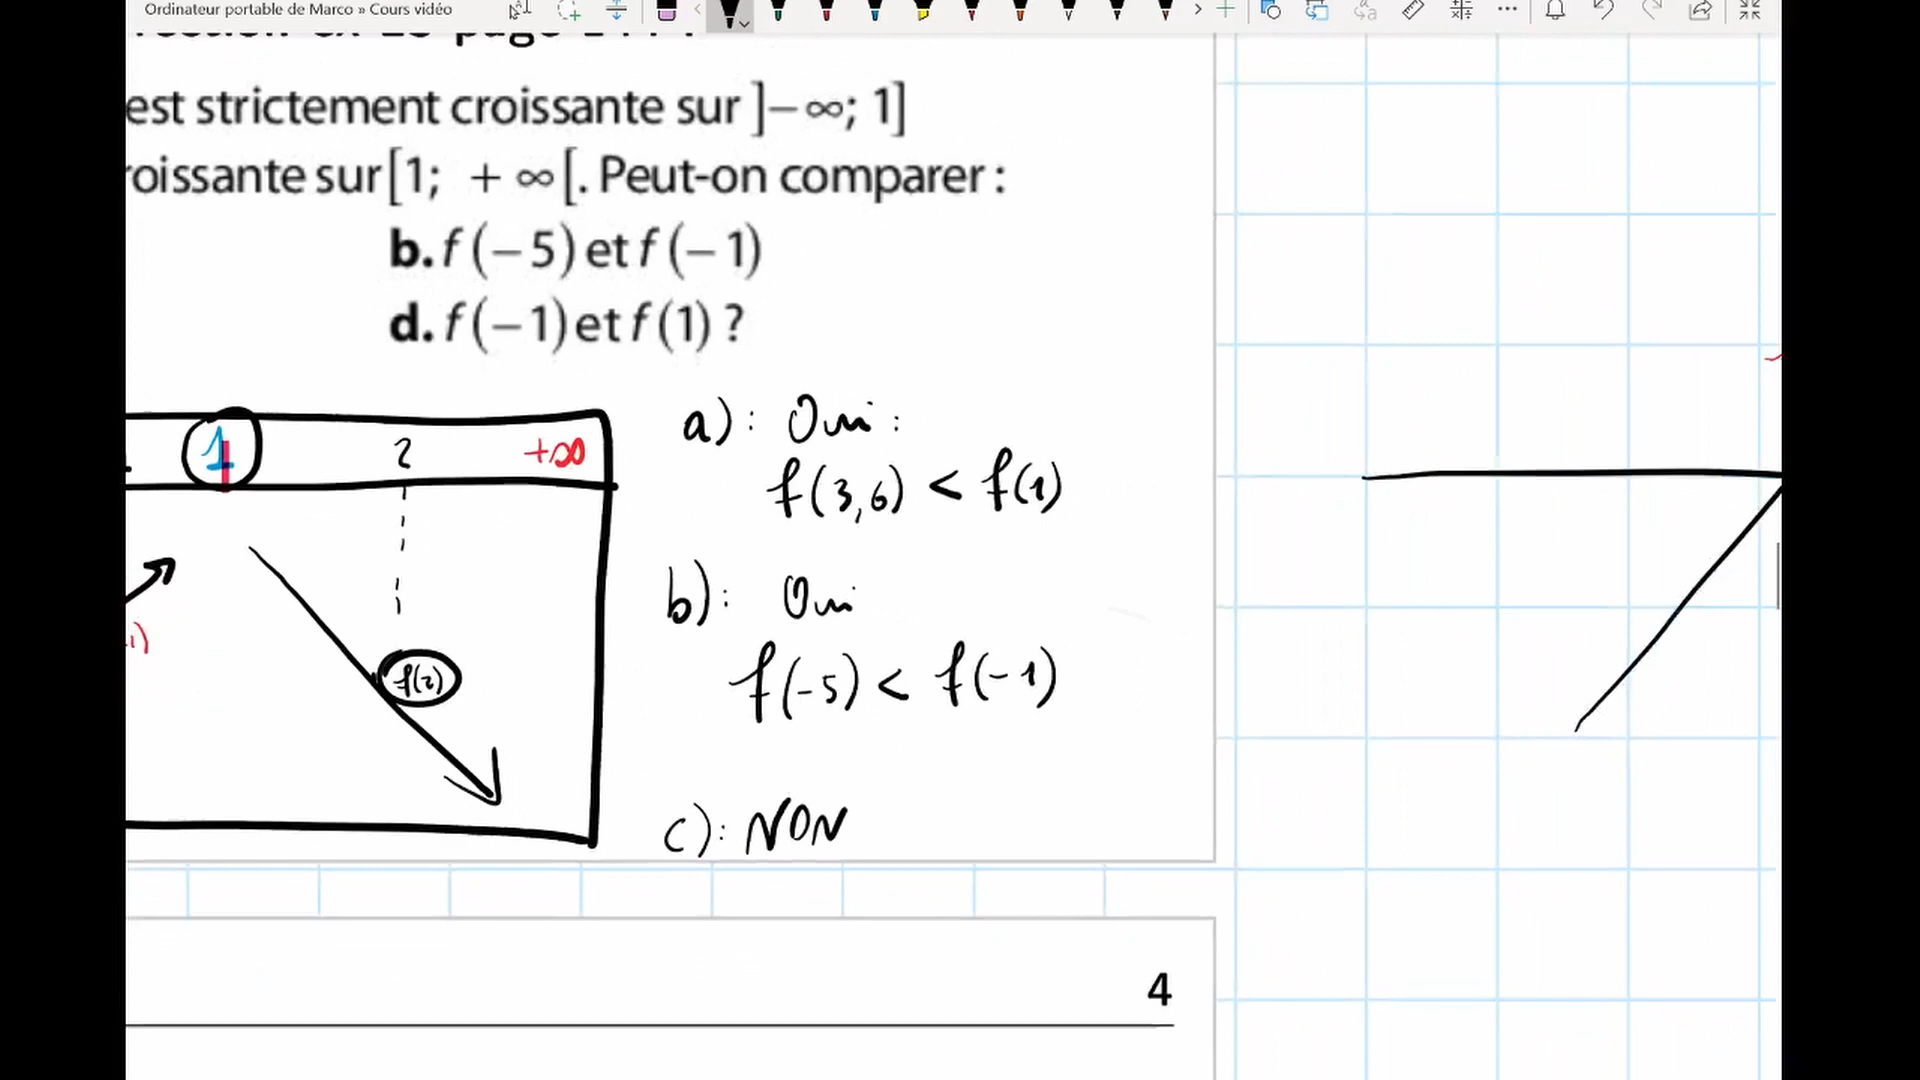 Ordinateur portable de Marco » Cours vidéo
page
est strictement croissante sur ]−∞; 1]
roissante sur [1; + ∞[. Peut-on comparer :
b. f (− 5) et f (− 1)
d. f (− 1) et f (1) ?
1 2 +∞
f(2)
a) : Oui :
f(3,6) < f(1)
b) : Oui
f(-5) < f(-1)
c) : NON
4